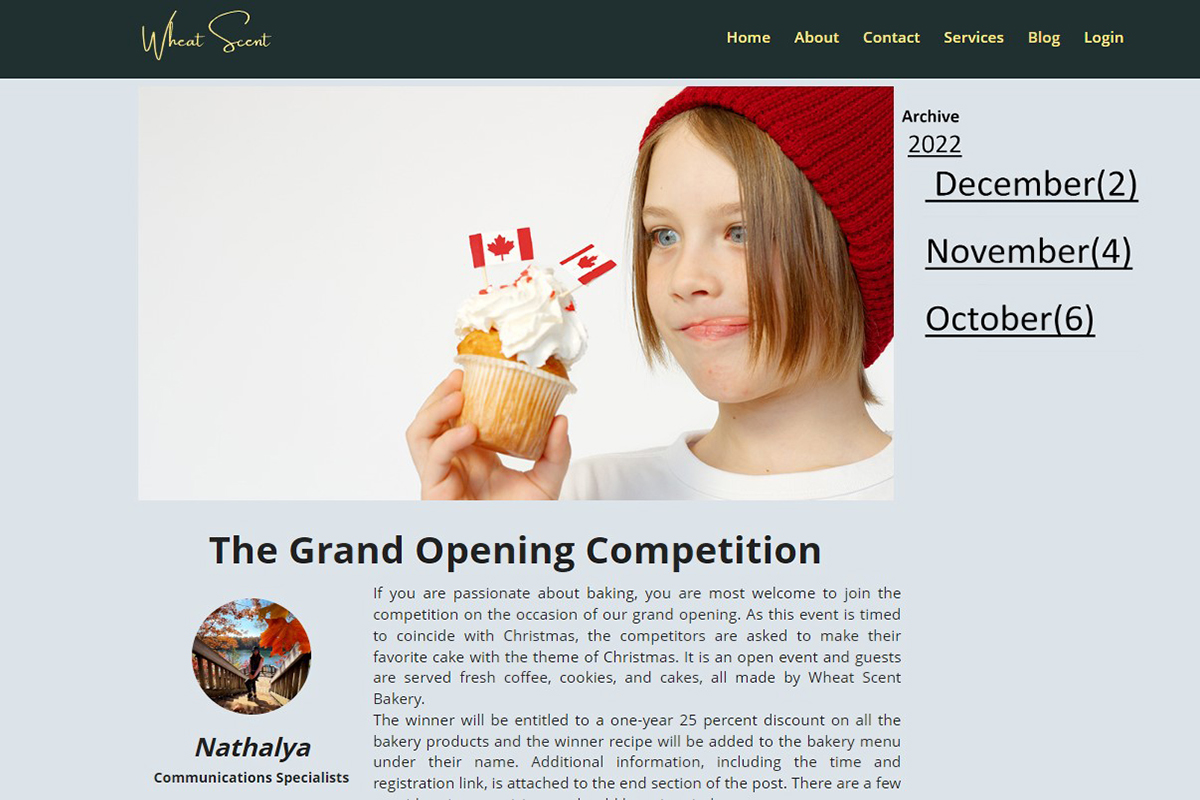 Wheat Scent
Home About Contact Services Blog Login
Archive
2022
December(2)
November(4)
October(6)
The Grand Opening Competition
If you are passionate about baking, you are most welcome to join the
competition on the occasion of our grand opening. As this event is timed
to coincide with Christmas, the competitors are asked to make their
favorite cake with the theme of Christmas. It is an open event and guests
are served fresh coffee, cookies, and cakes, all made by Wheat Scent
Bakery.
The winner will be entitled to a one-year 25 percent discount on all the
bakery products and the winner recipe will be added to the bakery menu
under their name. Additional information, including the time and
registration link, is attached to the end section of the post. There are a few
Nathalya
Communications Specialists